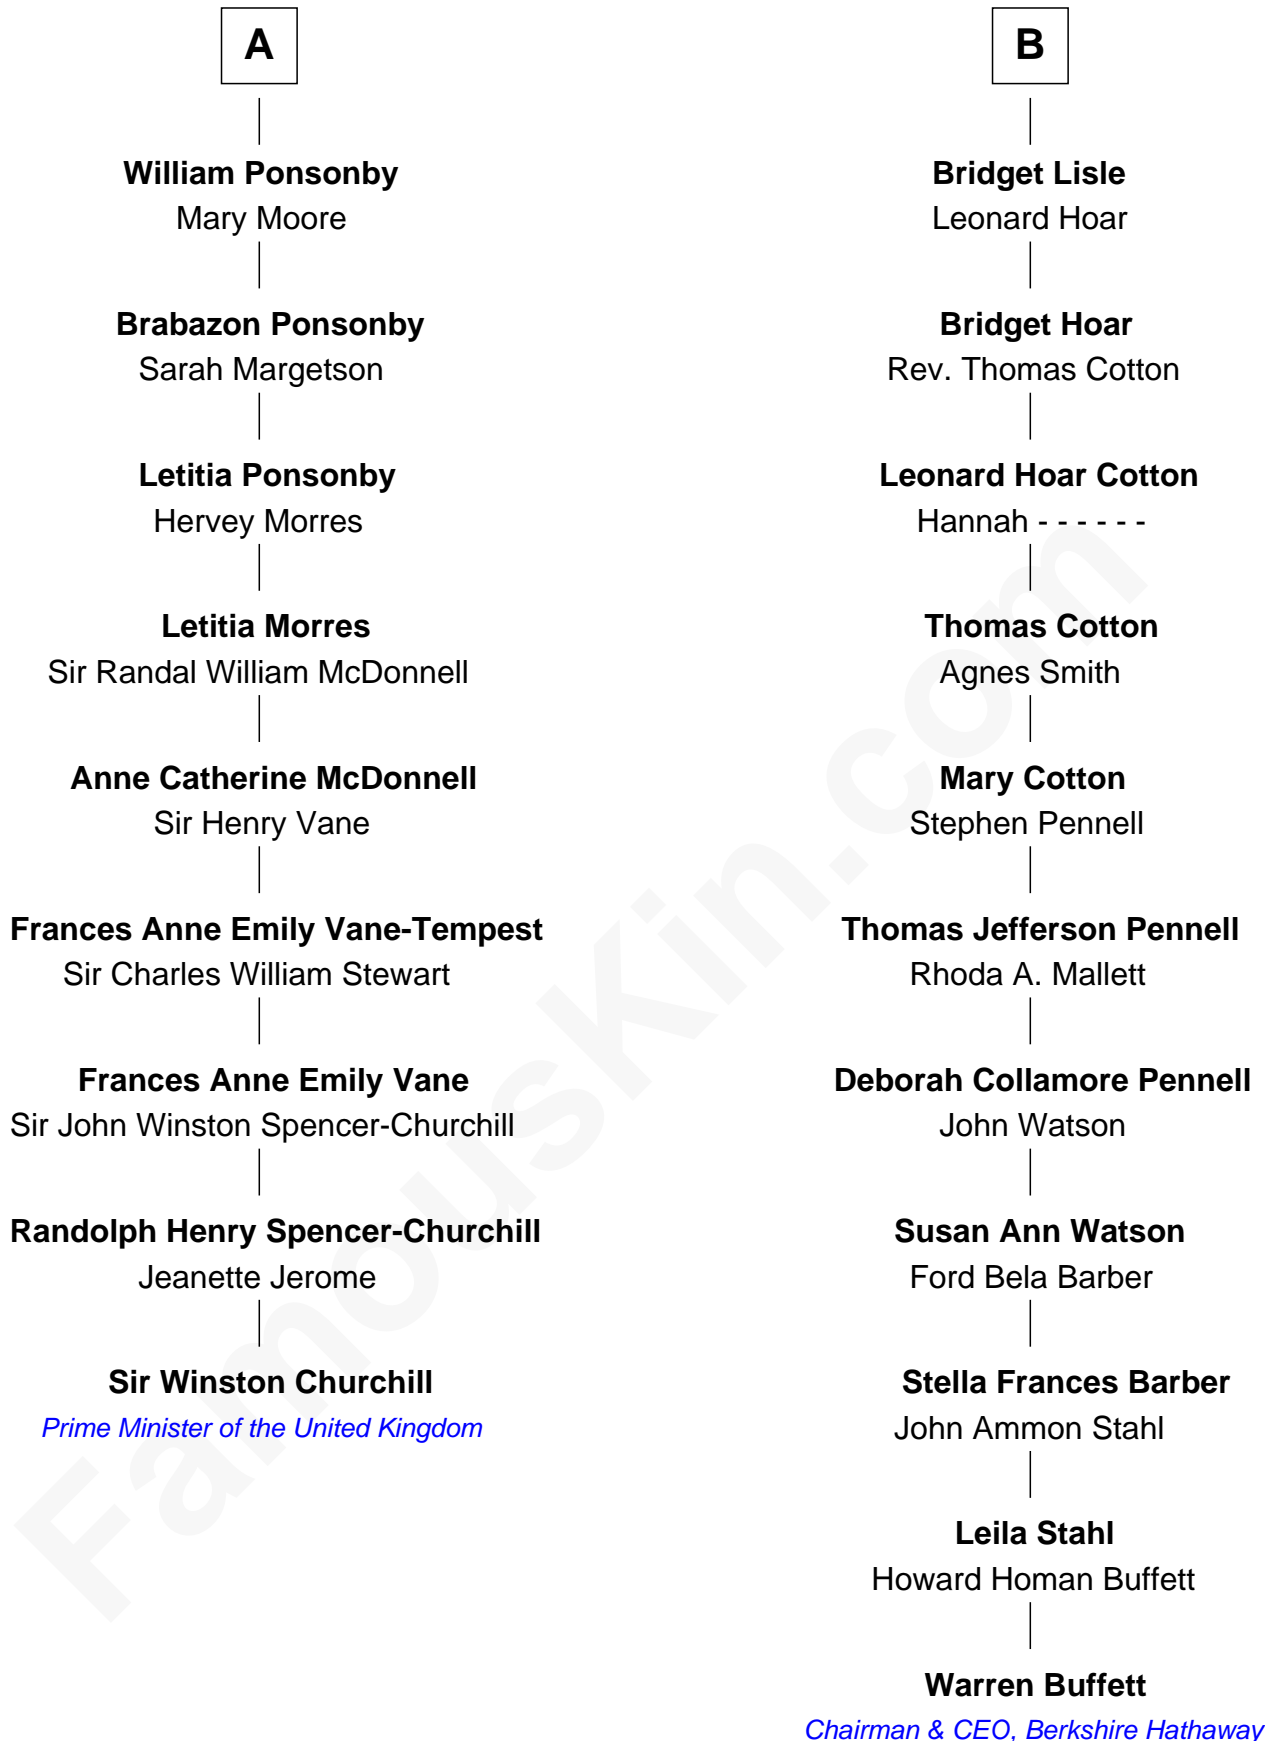 A
William Ponsonby
Mary Moore
Brabazon Ponsonby
Sarah Margetson
Letitia Ponsonby
Hervey Morres
Letitia Morres
Sir Randal William McDonnell
Anne Catherine McDonnell
Sir Henry Vane
Frances Anne Emily Vane-Tempest
Sir Charles William Stewart
Frances Anne Emily Vane
Sir John Winston Spencer-Churchill
Randolph Henry Spencer-Churchill
Jeanette Jerome
Sir Winston Churchill
Prime Minister of the United Kingdom
B
Bridget Lisle
Leonard Hoar
Bridget Hoar
Rev. Thomas Cotton
Leonard Hoar Cotton
Hannah - - - - - -
Thomas Cotton
Agnes Smith
Mary Cotton
Stephen Pennell
Thomas Jefferson Pennell
Rhoda A. Mallett
Deborah Collamore Pennell
John Watson
Susan Ann Watson
Ford Bela Barber
Stella Frances Barber
John Ammon Stahl
Leila Stahl
Howard Homan Buffett
Warren Buffett
Chairman & CEO, Berkshire Hathaway
FamousKin.com